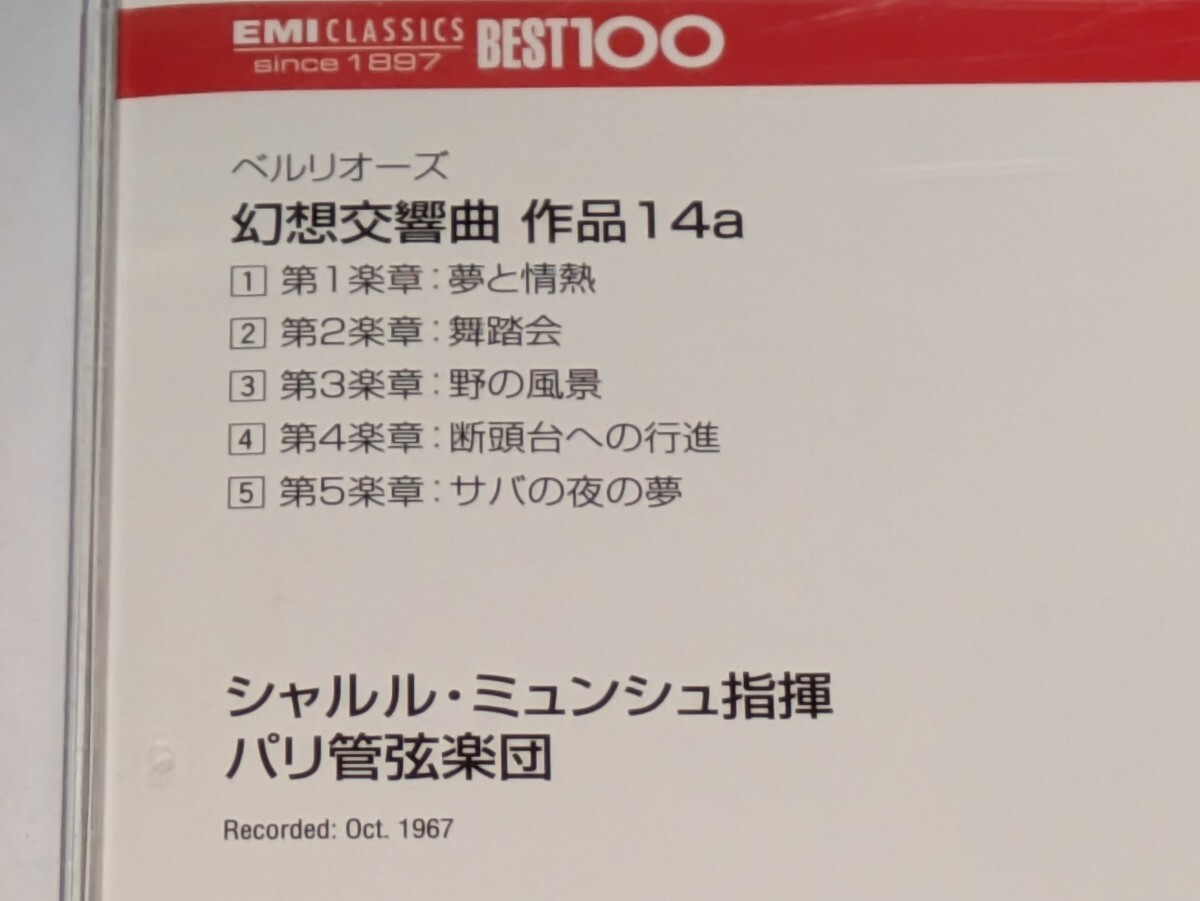 EMI CLASSICS
since 1897
BEST100
ベルリオーズ
幻想交響曲 作品14a
1 第1楽章:夢と情熱
2 第2楽章:舞踏会
3 第3楽章:野の風景
4 第4楽章:断頭台への行進
5 第5楽章:サバの夜の夢
シャルル・ミュンシュ指揮
パリ管弦楽団
Recorded: Oct. 1967